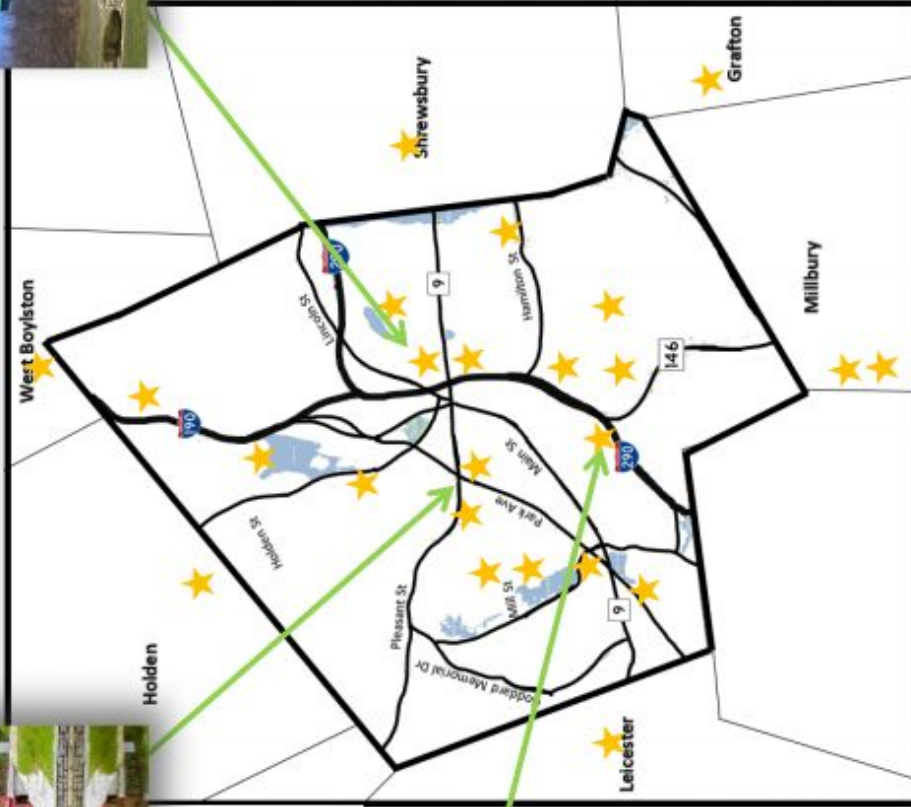 West Boylston
Holden
Shrewsbury
Grafton
Millbury
Leicester
190
290
Lincoln St
9
Hamilton St
146
Holden St
Main St
Park Ave
290
Pleasant St
Mill St
9
Goddard Memorial Dr